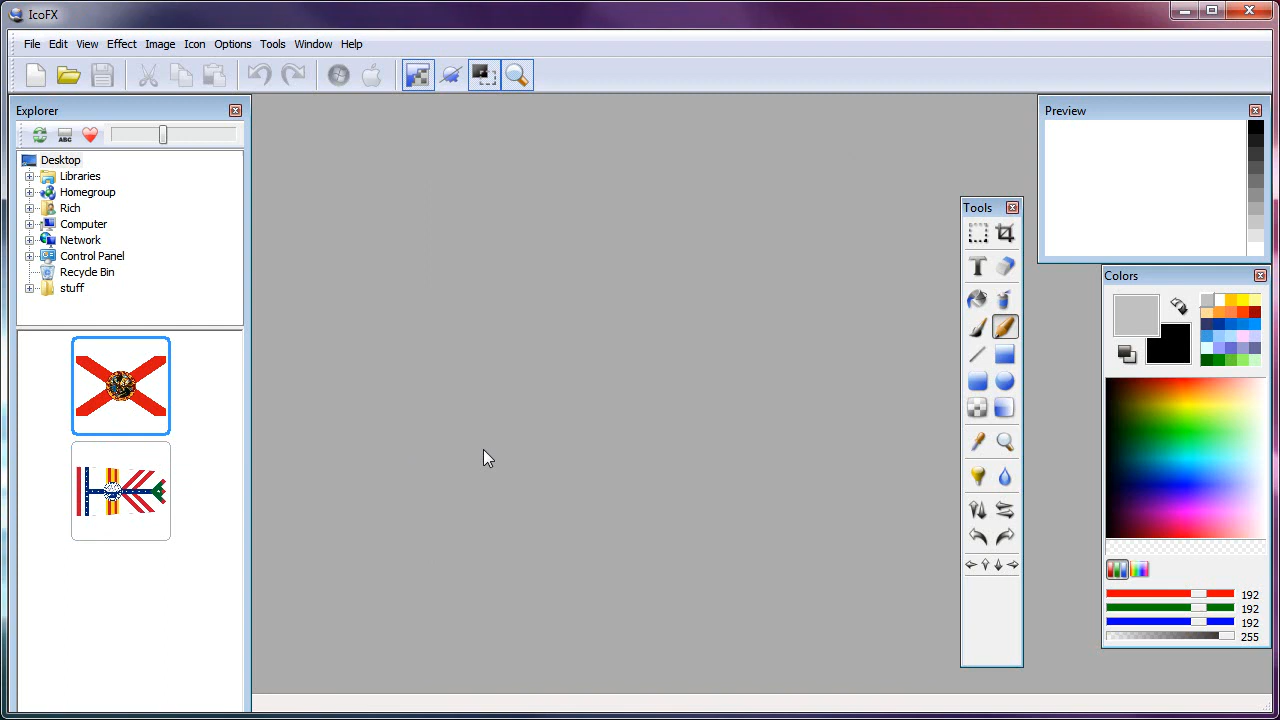 IcoFX
File Edit View Effect Image Icon Options Tools Window Help
Explorer
ABC
Desktop
Libraries
Homegroup
Rich
Computer
Network
Control Panel
Recycle Bin
stuff
Tools
T
Preview
Colors
192
192
192
255